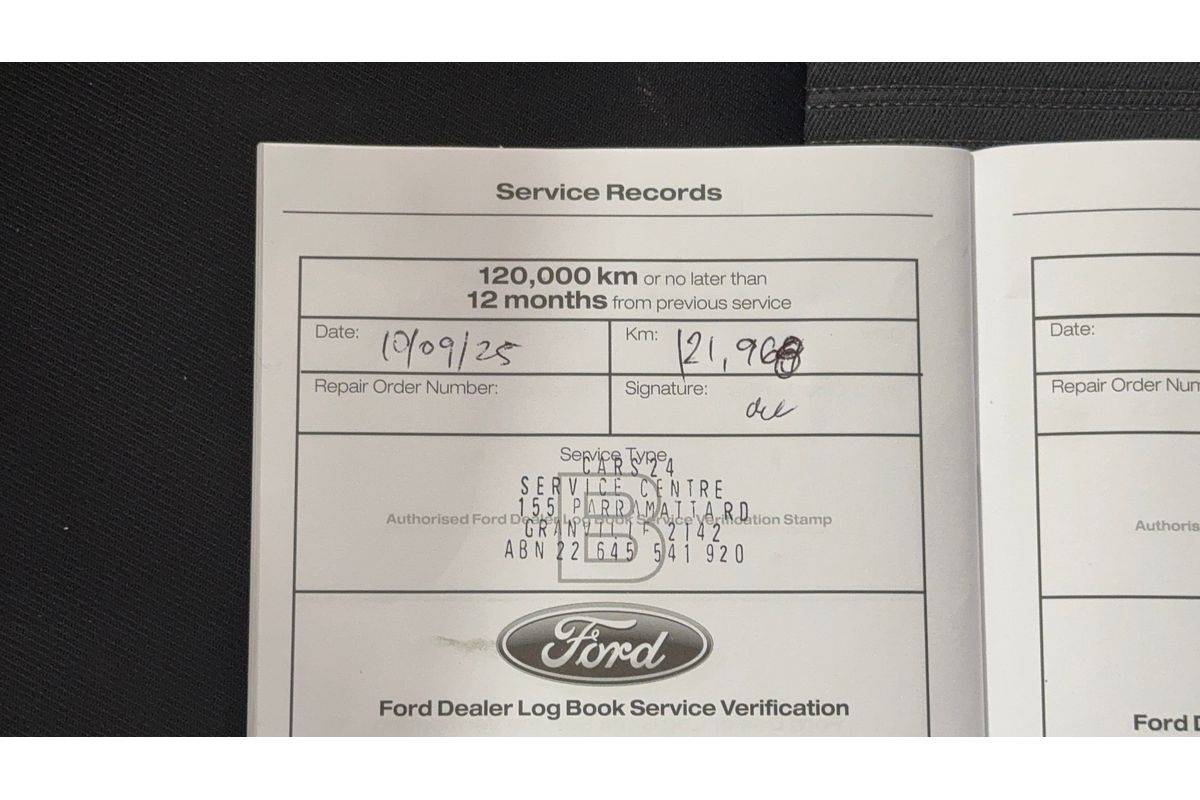 Service Records
120,000 km or no later than
12 months from previous service
Date: 10/09/25
Km: 121,968
Date:
Repair Order Number:
Signature:
Repair Order Num
Service Type
CARS24
SERVICE CENTRE
155 PARRAMATTARD
Authorised Ford Dealer Log Book Service Verification Stamp
Authoris
GRANVILLE 2142
ABN 22 645 541 920
B
Ford
Ford Dealer Log Book Service Verification
Ford D